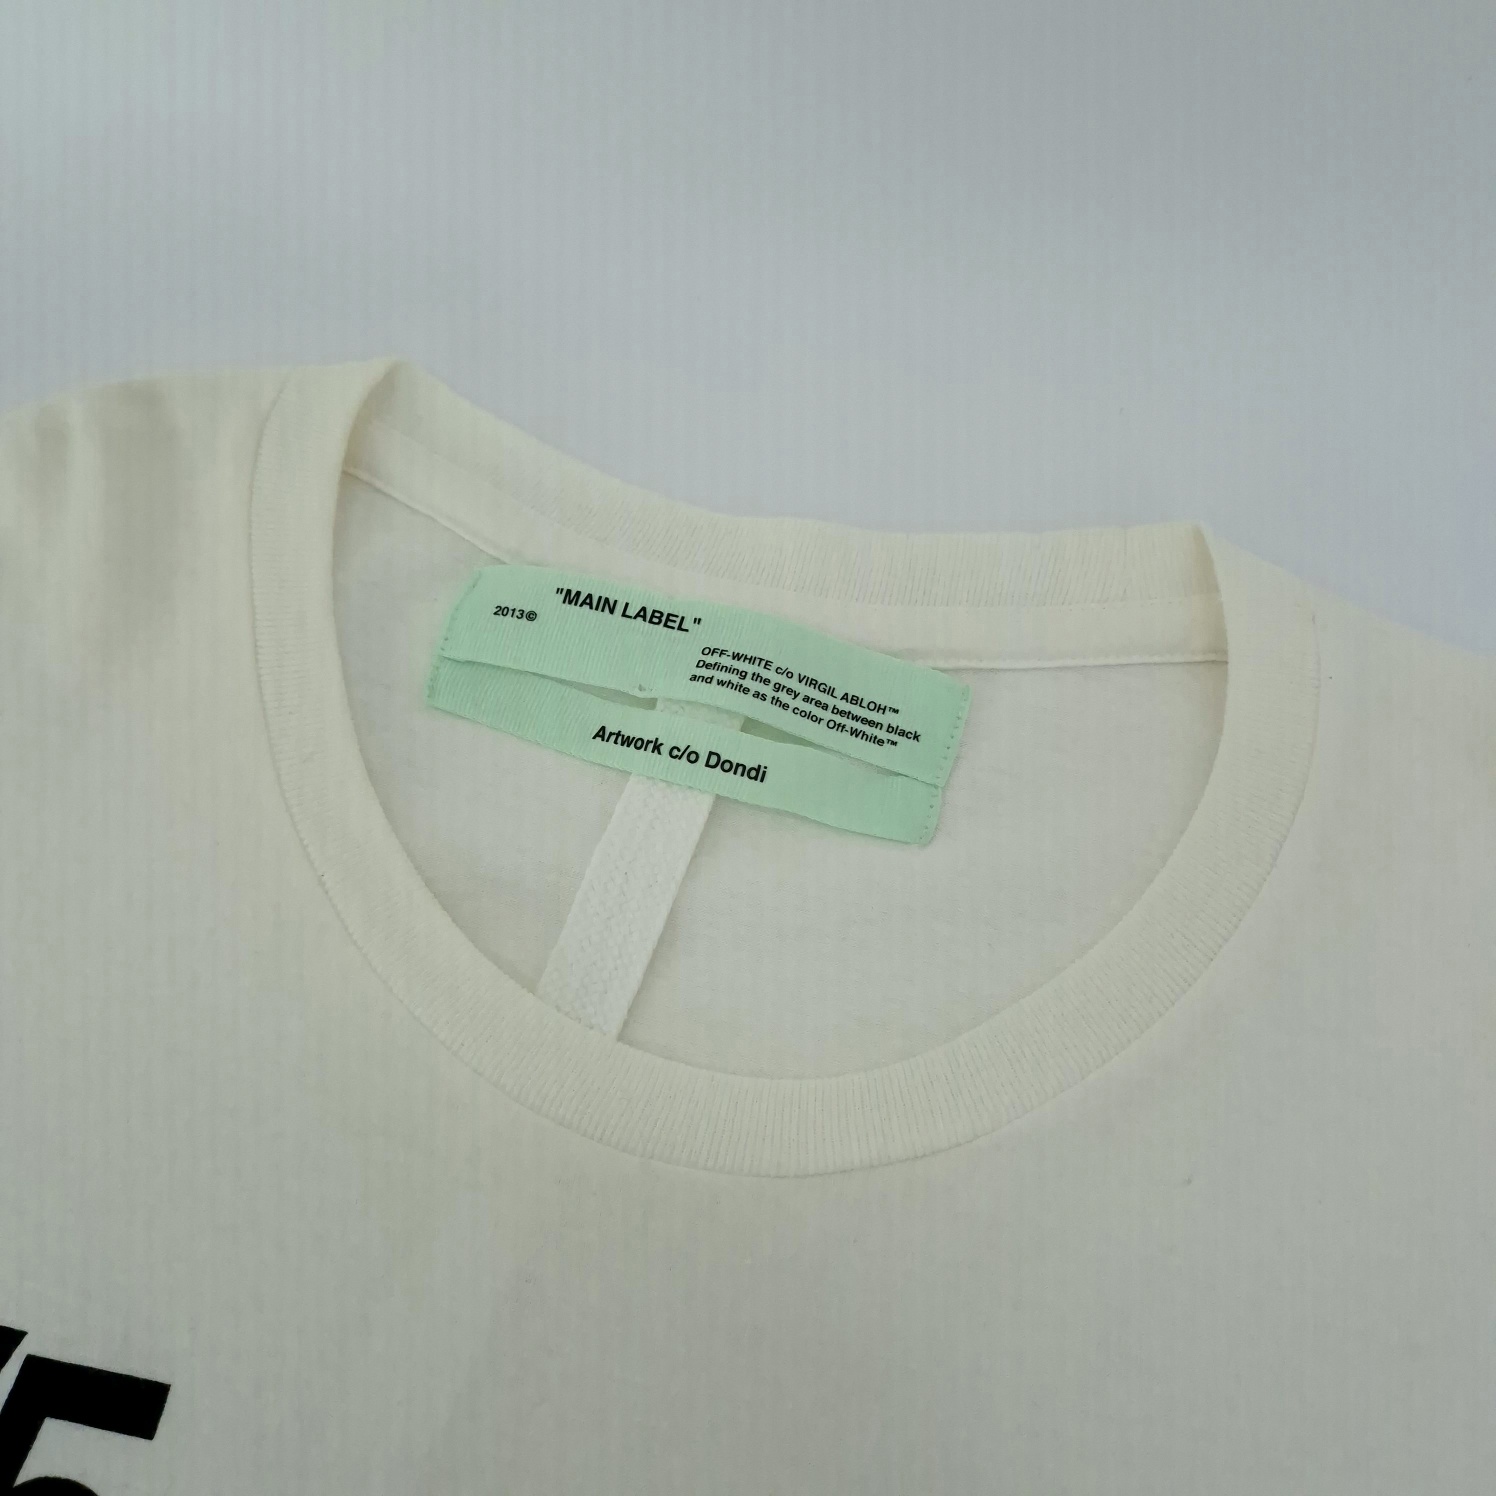 "MAIN LABEL"
2013©
OFF-WHITE c/o VIRGIL ABLOH™
Defining the grey area between black
and white as the color Off-White™
Artwork c/o Dondi
5